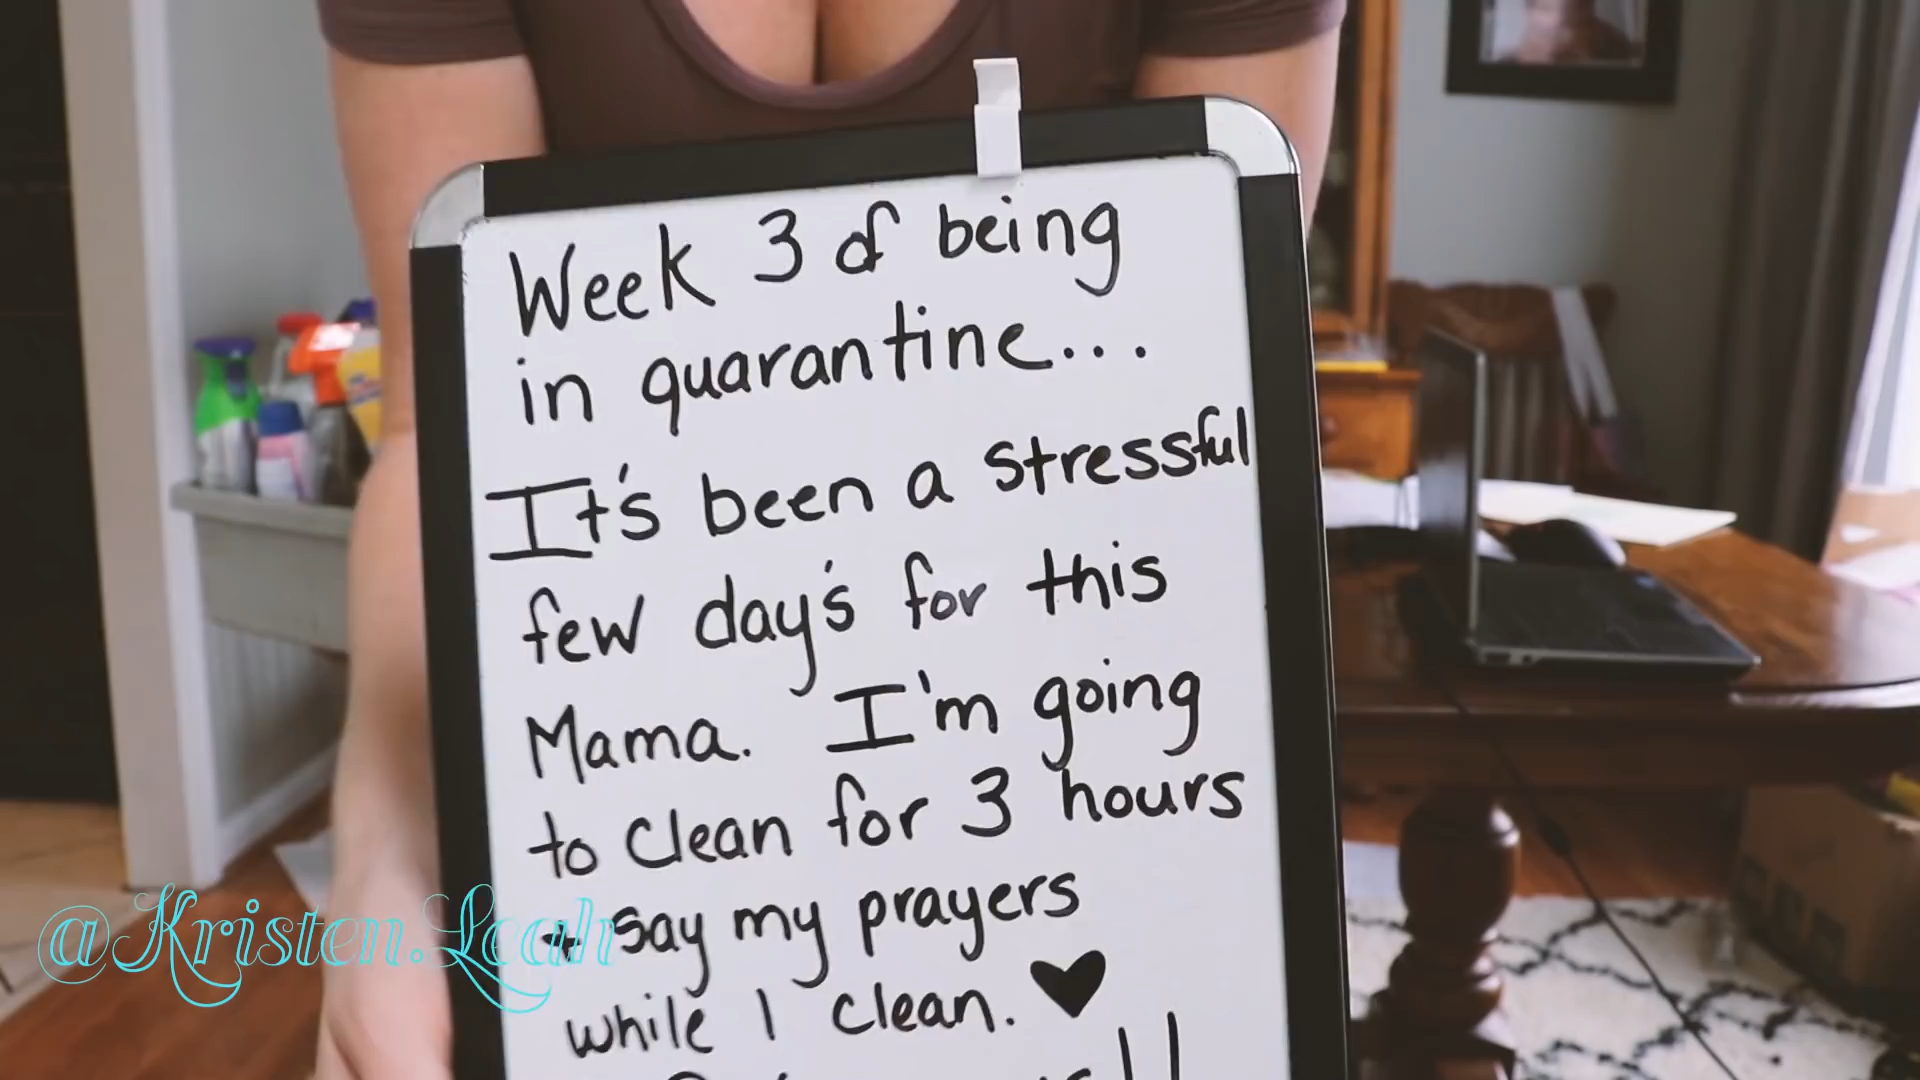 Week 3 of being
in quarantine...
It's been a stressful
few day's for this
Mama. I'm going
to clean for 3 hours
+ say my prayers
while I clean. ♥
@Kristen.Leah